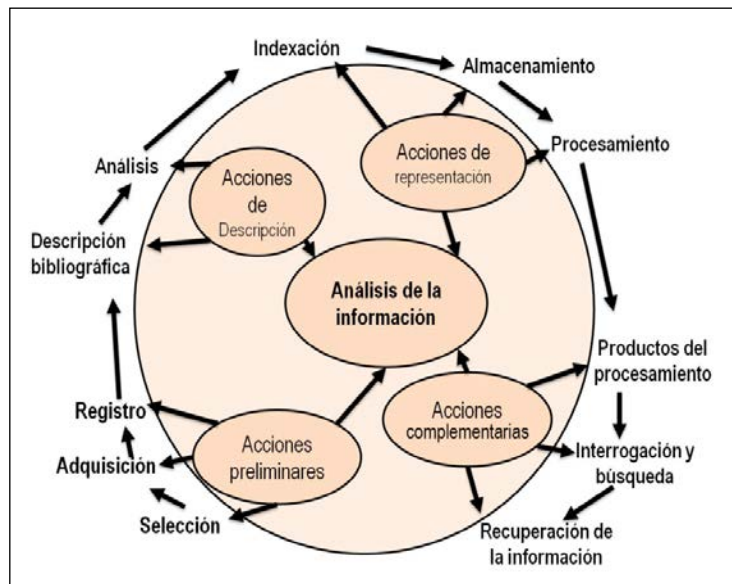 Indexación
Almacenamiento
Procesamiento
Análisis
Acciones de
representación
Acciones
de
Descripción
Descripción
bibliográfica
Análisis de la
información
Productos del
procesamiento
Registro
Acciones
complementarias
Acciones
preliminares
Adquisición
Interrogación y
búsqueda
Selección
Recuperación de
la información